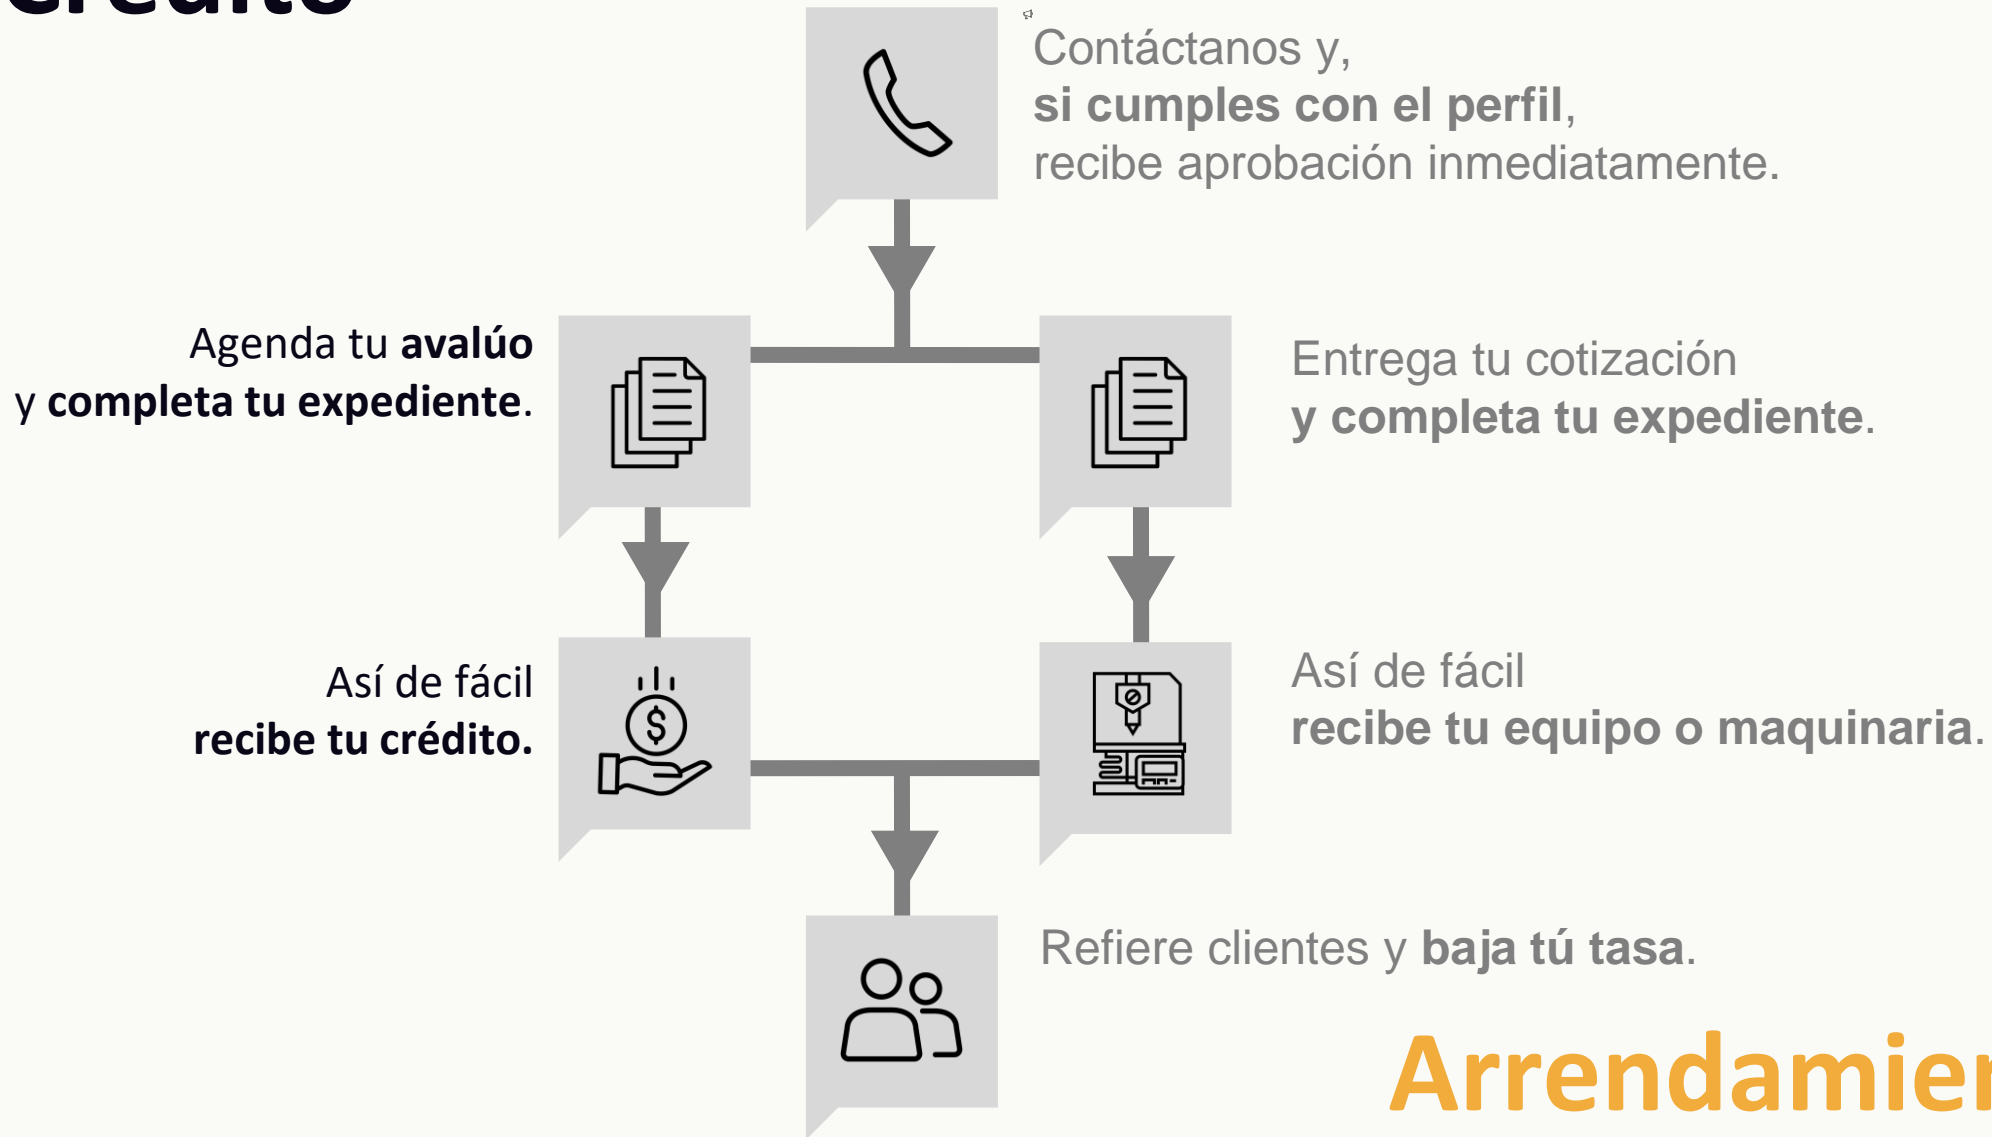 Crédito
Contáctanos y,
si cumples con el perfil,
recibe aprobación inmediatamente.
Agenda tu avalúo
y completa tu expediente.
Entrega tu cotización
y completa tu expediente.
Así de fácil
recibe tu crédito.
Así de fácil
recibe tu equipo o maquinaria.
Refiere clientes y baja tú tasa.
Arrendamien